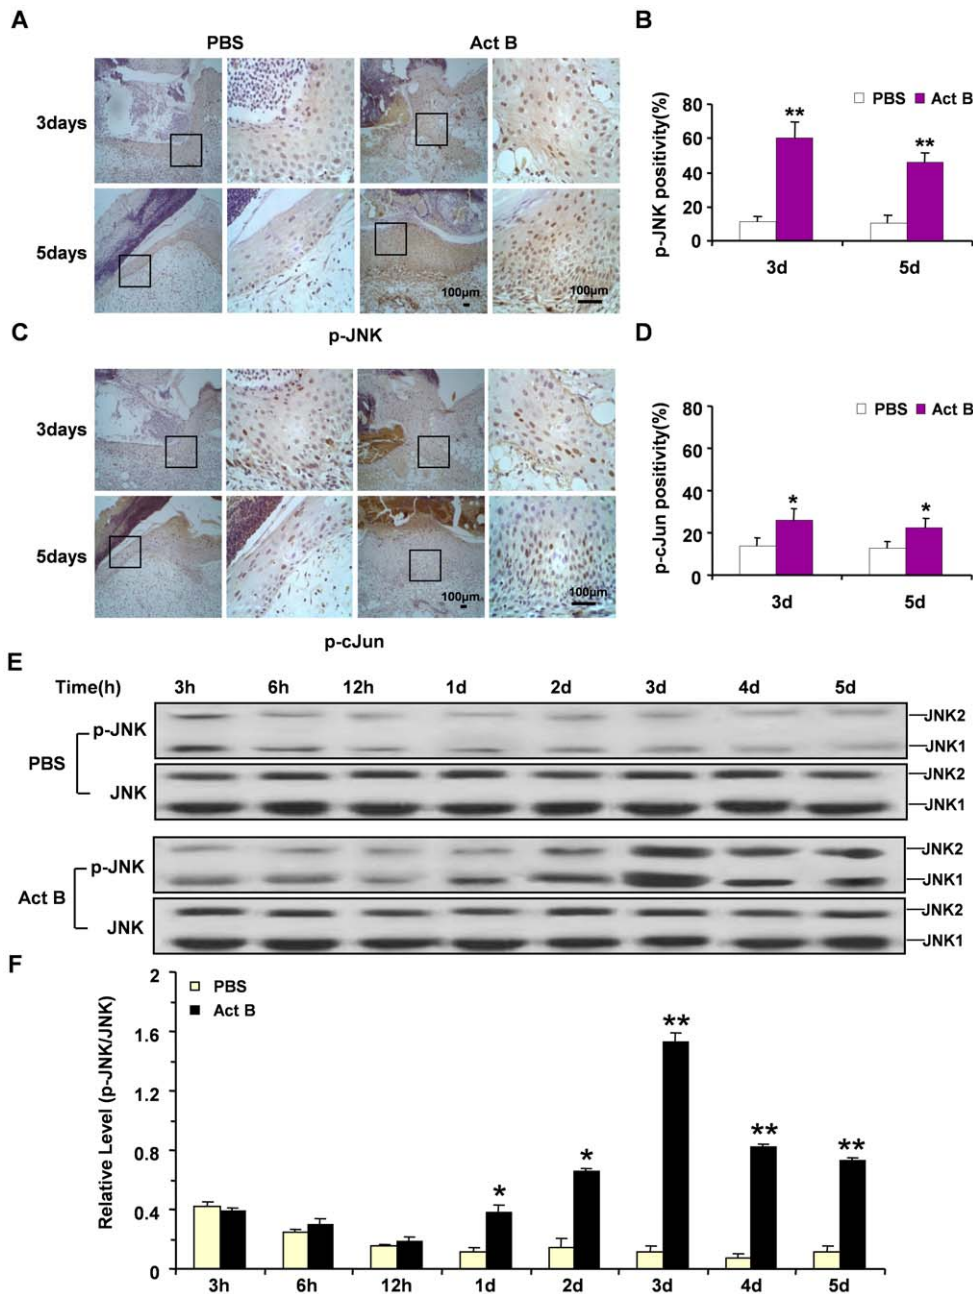 A
PBS
Act B
3days
5days
100μm
100μm
p-JNK
B
PBS
Act B
p-JNK positivity(%)
80
60
40
20
0
**
**
3d
5d
C
3days
5days
100μm
100μm
p-cJun
D
PBS
Act B
p-cJun positivity(%)
80
60
40
20
0
*
*
3d
5d
E
Time(h) 3h 6h 12h 1d 2d 3d 4d 5d
PBS
p-JNK
JNK2
JNK1
JNK
JNK2
JNK1
Act B
p-JNK
JNK2
JNK1
JNK
JNK2
JNK1
F
PBS
Act B
Relative Level (p-JNK/JNK)
2
1.6
1.2
0.8
0.4
0
*
*
**
**
**
3h 6h 12h 1d 2d 3d 4d 5d